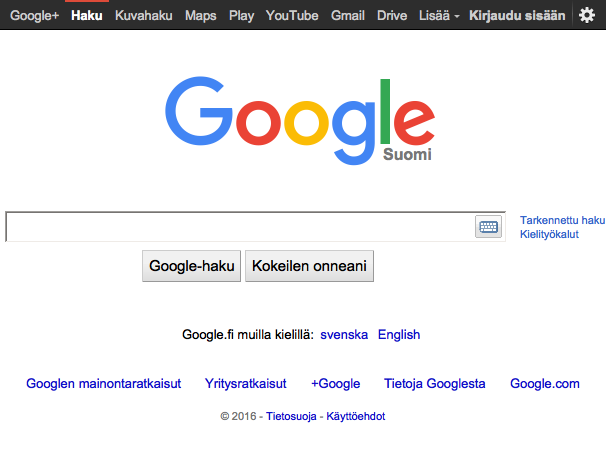 Google+ Haku Kuvahaku Maps Play YouTube Gmail Drive Lisää Kirjaudu sisään
Google
Suomi
Tarkennettu haku
Kielityökalut
Google-haku Kokeilen onneani
Google.fi muilla kielillä: svenska English
Googlen mainontaratkaisut Yritysratkaisut +Google Tietoja Googlesta Google.com
© 2016 - Tietosuoja - Käyttöehdot